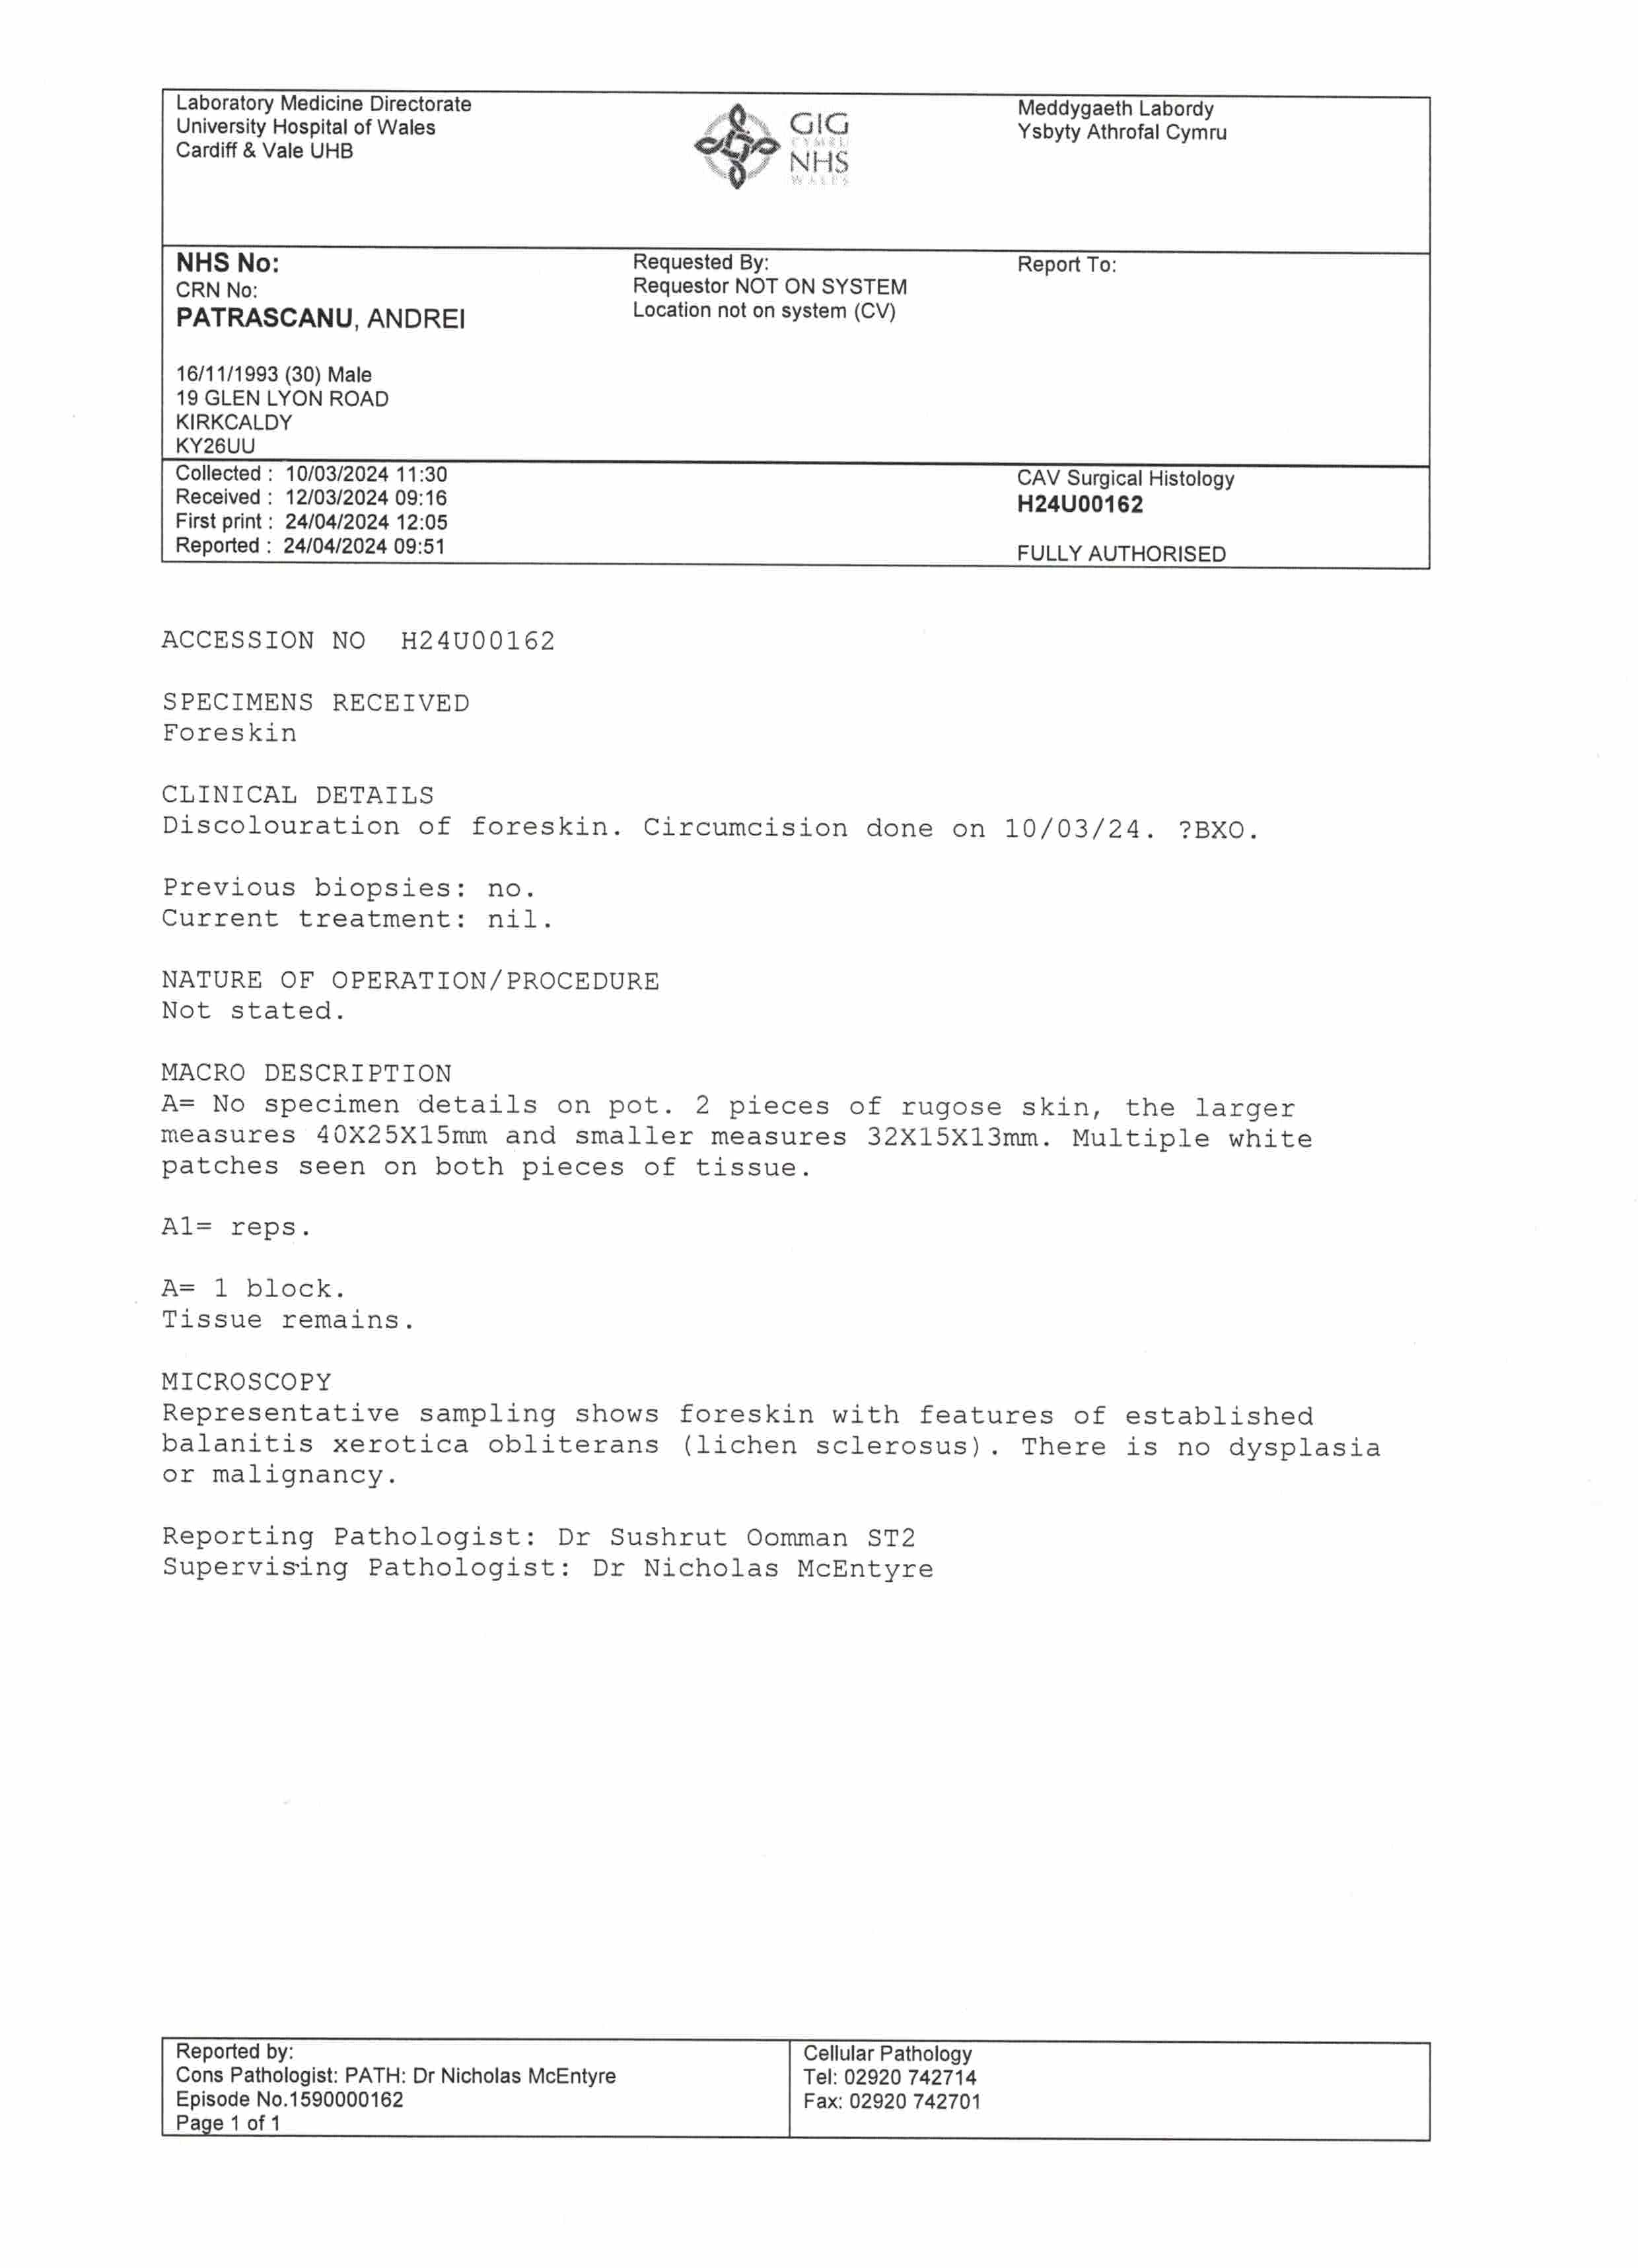 Laboratory Medicine Directorate
University Hospital of Wales
Cardiff & Vale UHB
GIG
CYMRU
NHS
WALES
Meddygaeth Labordy
Ysbyty Athrofal Cymru
NHS No:
CRN No:
PATRASCANU, ANDREI
16/11/1993 (30) Male
19 GLEN LYON ROAD
KIRKCALDY
KY26UU
Requested By:
Requestor NOT ON SYSTEM
Location not on system (CV)
Report To:
Collected : 10/03/2024 11:30
Received : 12/03/2024 09:16
First print : 24/04/2024 12:05
Reported : 24/04/2024 09:51
CAV Surgical Histology
H24U00162
FULLY AUTHORISED
ACCESSION NO H24U00162
SPECIMENS RECEIVED
Foreskin
CLINICAL DETAILS
Discolouration of foreskin. Circumcision done on 10/03/24. ?BXO.
Previous biopsies: no.
Current treatment: nil.
NATURE OF OPERATION/PROCEDURE
Not stated.
MACRO DESCRIPTION
A= No specimen details on pot. 2 pieces of rugose skin, the larger
measures 40X25X15mm and smaller measures 32X15X13mm. Multiple white
patches seen on both pieces of tissue.
A1= reps.
A= 1 block.
Tissue remains.
MICROSCOPY
Representative sampling shows foreskin with features of established
balanitis xerotica obliterans (lichen sclerosus). There is no dysplasia
or malignancy.
Reporting Pathologist: Dr Sushrut Oomman ST2
Supervising Pathologist: Dr Nicholas McEntyre
Reported by:
Cons Pathologist: PATH: Dr Nicholas McEntyre
Episode No.1590000162
Page 1 of 1
Cellular Pathology
Tel: 02920 742714
Fax: 02920 742701